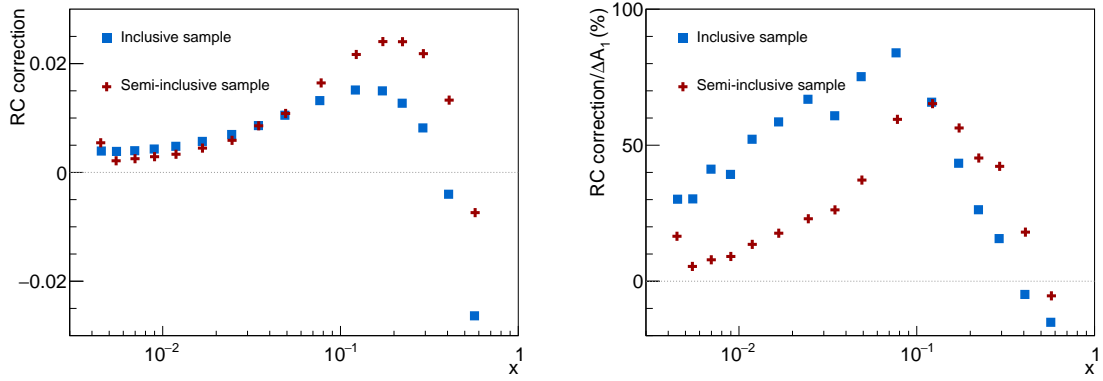 RC correction
Inclusive sample
Semi-inclusive sample
0.02
0
−0.02
10−2
10−1
1
x
RC correction/ΔA1(%)
Inclusive sample
Semi-inclusive sample
100
50
0
10−2
10−1
1
x